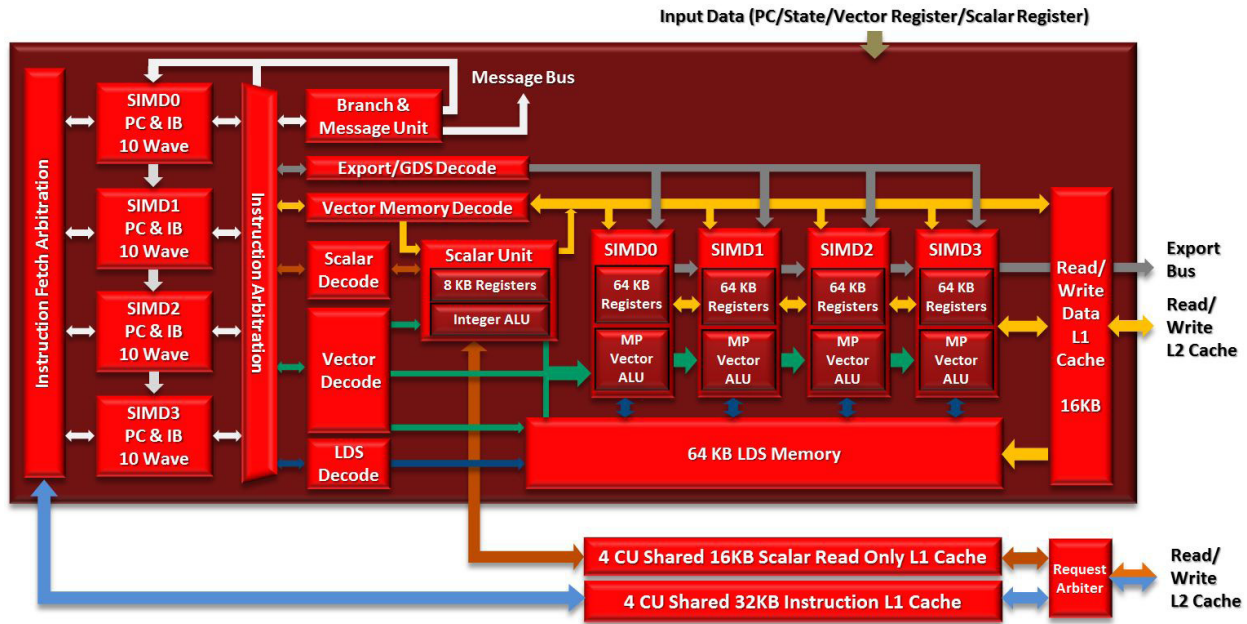 Input Data (PC/State/Vector Register/Scalar Register)
Instruction Fetch Arbitration
SIMD0
PC & IB
10 Wave
SIMD1
PC & IB
10 Wave
SIMD2
PC & IB
10 Wave
SIMD3
PC & IB
10 Wave
Instruction Arbitration
Branch &
Message Unit
Message Bus
Export/GDS Decode
Vector Memory Decode
Scalar
Decode
Scalar Unit
8 KB Registers
Integer ALU
Vector
Decode
LDS
Decode
SIMD0
64 KB
Registers
MP
Vector
ALU
SIMD1
64 KB
Registers
MP
Vector
ALU
SIMD2
64 KB
Registers
MP
Vector
ALU
SIMD3
64 KB
Registers
MP
Vector
ALU
64 KB LDS Memory
Read/
Write
Data
L1
Cache
16KB
Export
Bus
Read/
Write
L2 Cache
4 CU Shared 16KB Scalar Read Only L1 Cache
4 CU Shared 32KB Instruction L1 Cache
Request
Arbiter
Read/
Write
L2 Cache